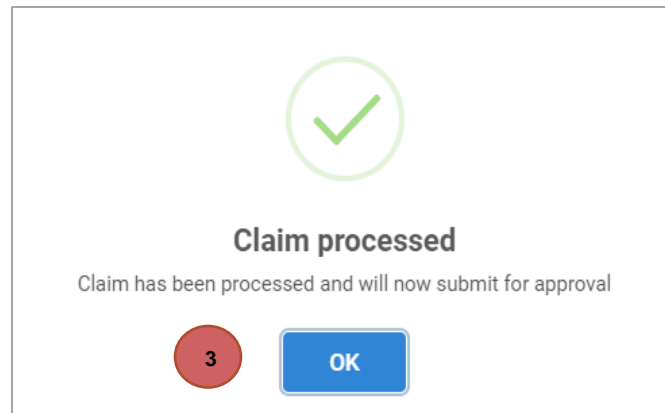 Claim processed
Claim has been processed and will now submit for approval
3
OK